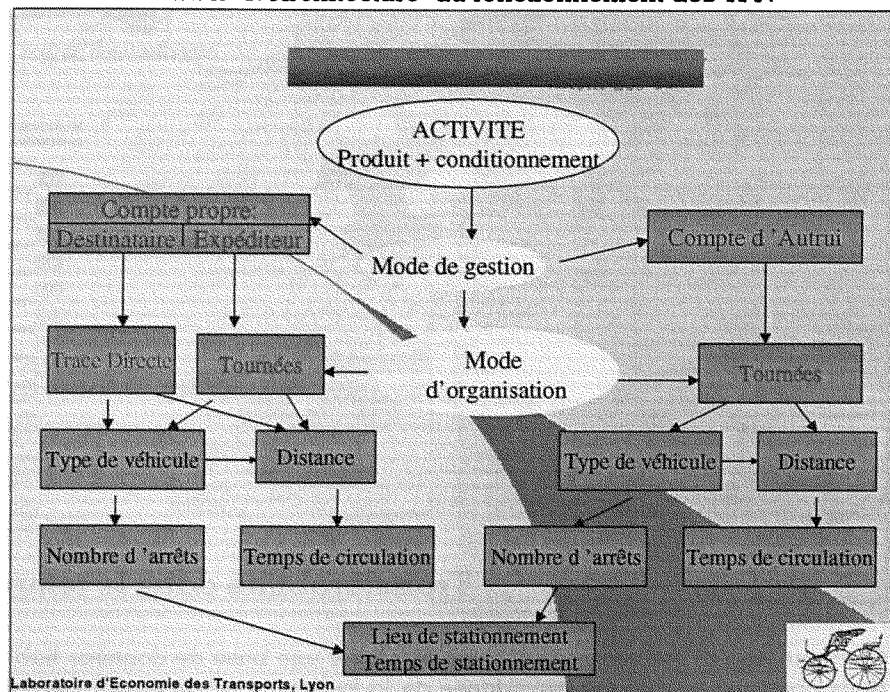 ACTIVITE
Produit + conditionnement
Compte propre:
Destinataire Expéditeur
Mode de gestion
Compte d 'Autrui
Trace Directe
Tournées
Mode
d'organisation
Tournées
Type de véhicule
Distance
Type de véhicule
Distance
Nombre d 'arrêts
Temps de circulation
Nombre d 'arrêts
Temps de circulation
Lieu de stationnement
Temps de stationnement
Laboratoire d'Economie des Transports, Lyon